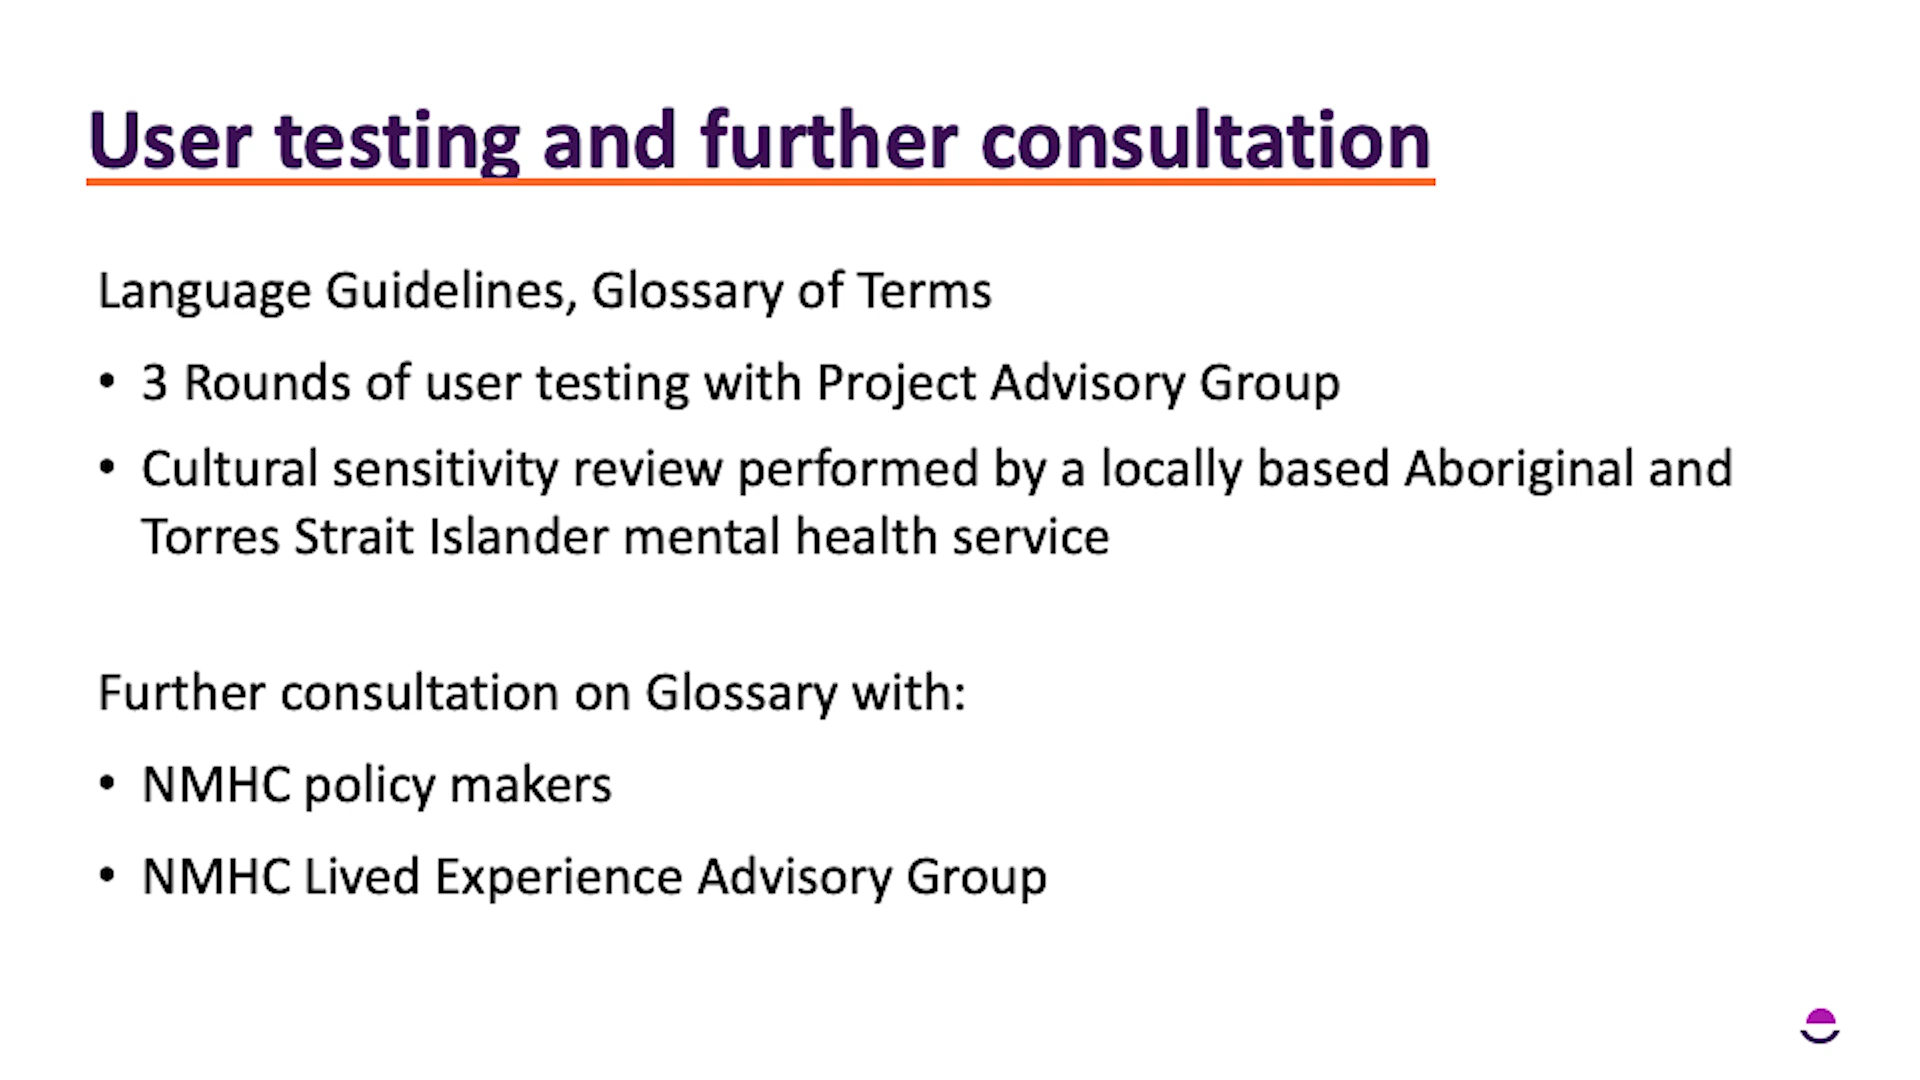 User testing and further consultation
Language Guidelines, Glossary of Terms
• 3 Rounds of user testing with Project Advisory Group
• Cultural sensitivity review performed by a locally based Aboriginal and
Torres Strait Islander mental health service
Further consultation on Glossary with:
• NMHC policy makers
• NMHC Lived Experience Advisory Group